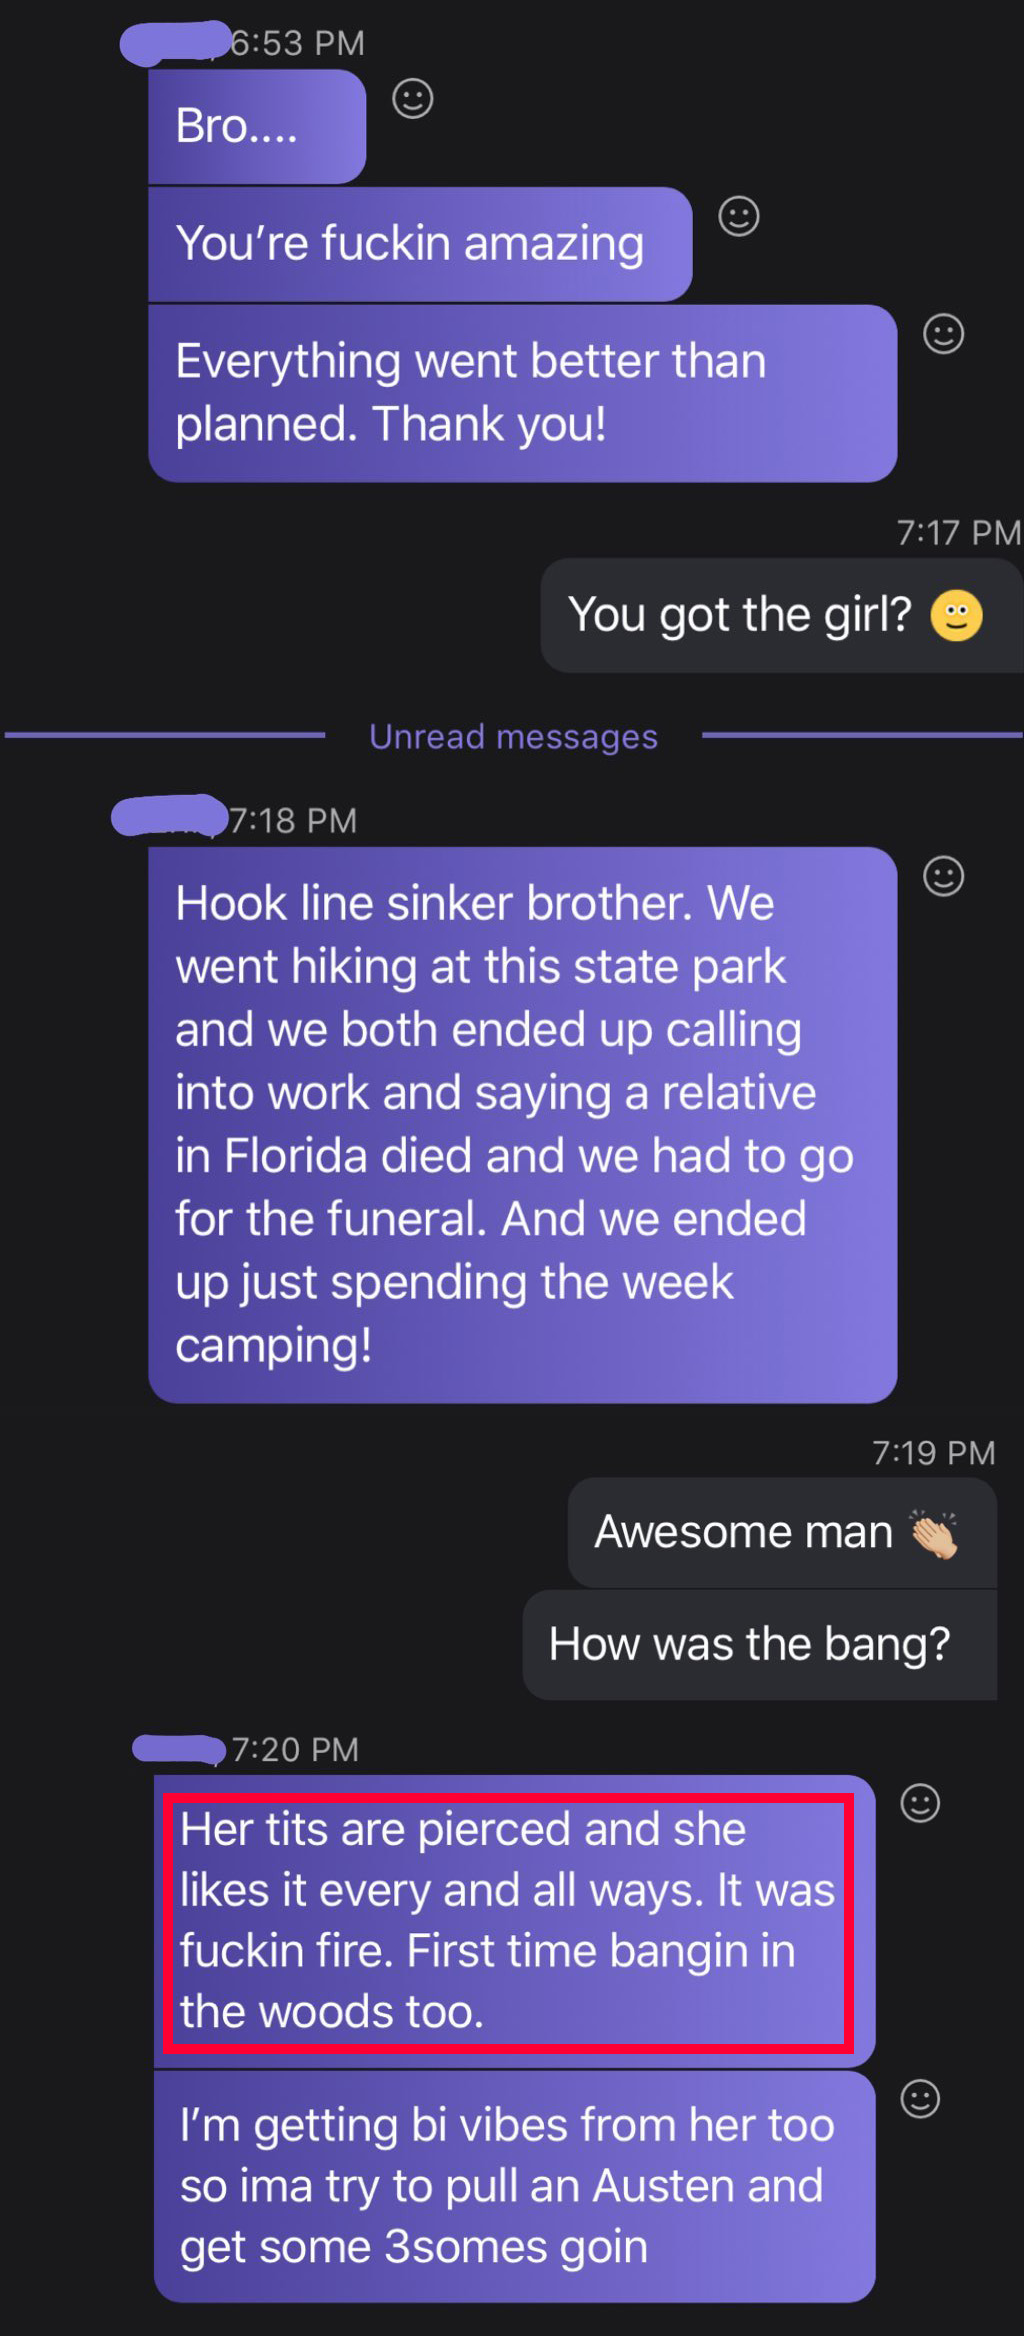 6:53 PM
Bro....
You’re fuckin amazing
Everything went better than
planned. Thank you!
7:17 PM
You got the girl?
Unread messages
7:18 PM
Hook line sinker brother. We
went hiking at this state park
and we both ended up calling
into work and saying a relative
in Florida died and we had to go
for the funeral. And we ended
up just spending the week
camping!
7:19 PM
Awesome man 👏🏼
How was the bang?
7:20 PM
Her tits are pierced and she
likes it every and all ways. It was
fuckin fire. First time bangin in
the woods too.
I’m getting bi vibes from her too
so ima try to pull an Austen and
get some 3somes goin